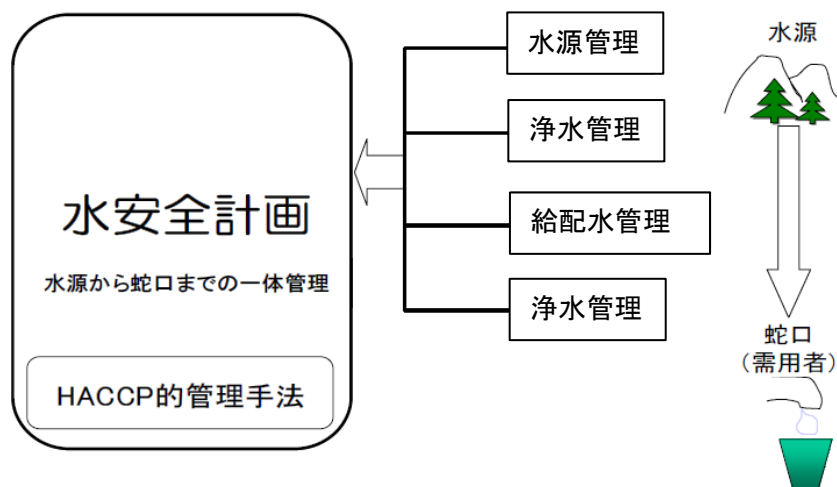 水安全計画
水源から蛇口までの一体管理
HACCP的管理手法
水源管理
浄水管理
給配水管理
浄水管理
水源
蛇口
(需用者)